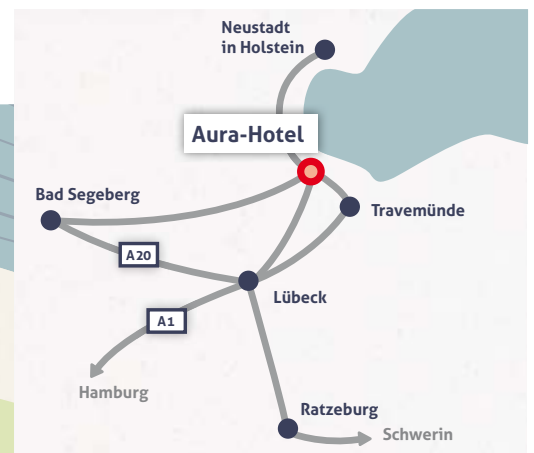 Neustadt
in Holstein
Aura-Hotel
Bad Segeberg
Travemünde
A20
Lübeck
A1
Hamburg
Ratzeburg
Schwerin